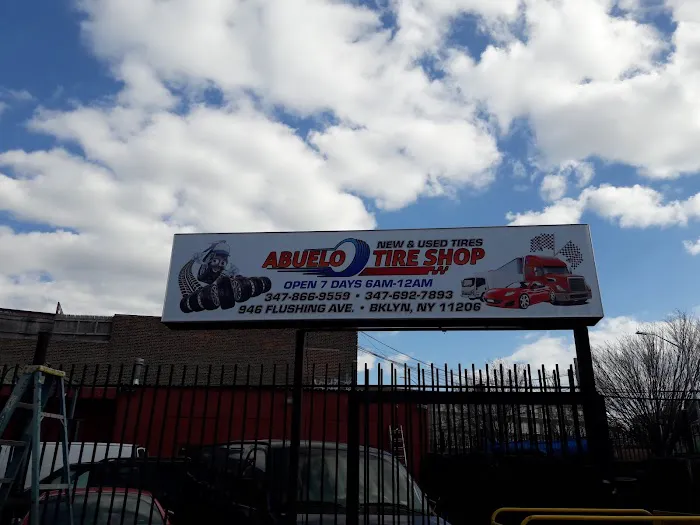 NEW & USED TIRES
ABUELO TIRE SHOP
OPEN 7 DAYS 6AM-12AM
347-866-9559 • 347-692-7893
946 FLUSHING AVE. • BKLYN, NY 11206